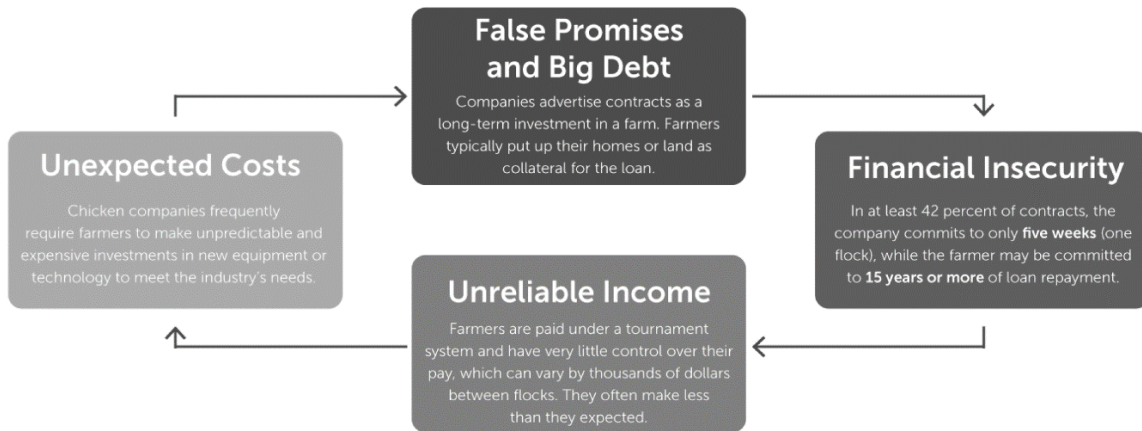 False Promises
and Big Debt
Companies advertise contracts as a
long-term investment in a farm. Farmers
typically put up their homes or land as
collateral for the loan.
Financial Insecurity
In at least 42 percent of contracts, the
company commits to only five weeks (one
flock), while the farmer may be committed
to 15 years or more of loan repayment.
Unreliable Income
Farmers are paid under a tournament
system and have very little control over their
pay, which can vary by thousands of dollars
between flocks. They often make less
than they expected.
Unexpected Costs
Chicken companies frequently
require farmers to make unpredictable and
expensive investments in new equipment or
technology to meet the industry's needs.